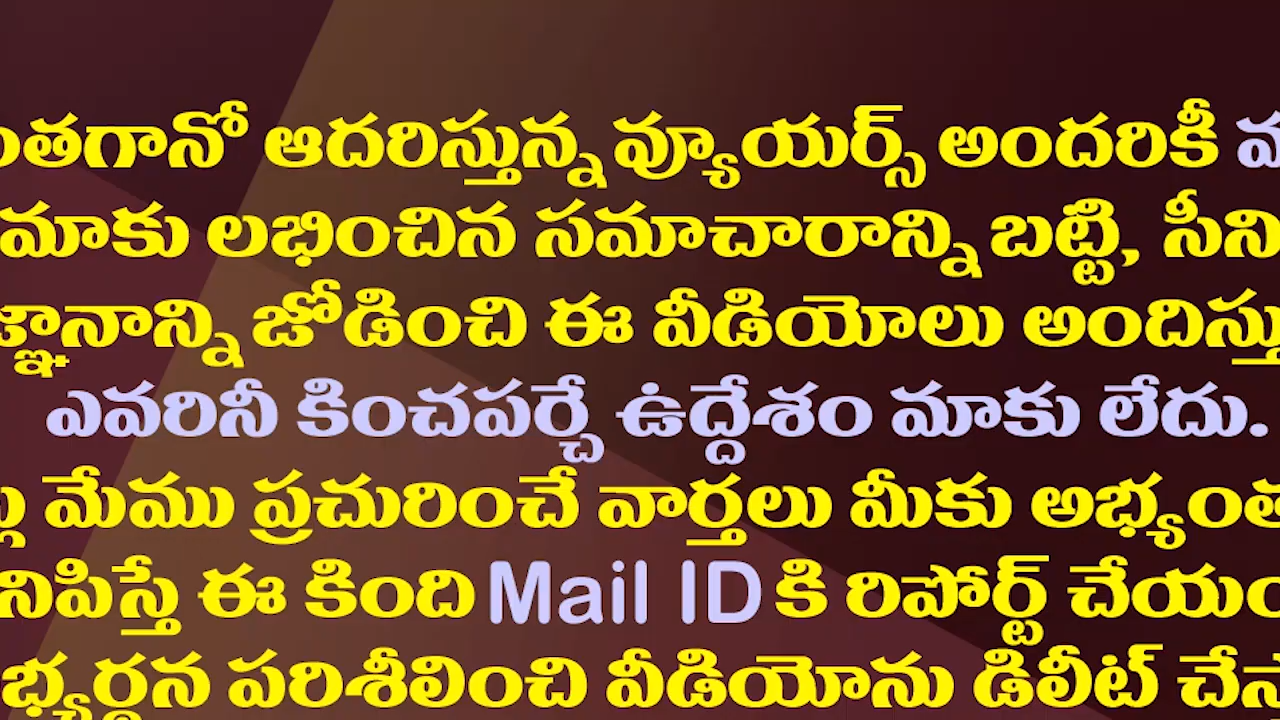 ంతగానో ఆదరిస్తున్న వ్యూయర్స్ అందరికీ
మాకు లభించిన సమాచారాన్ని బట్టి, సీని
జ్ఞానాన్ని జోడించి ఈ వీడియోలు అందిస్తు
ఎవరినీ కించపర్చే ఉద్దేశం మాకు లేదు.
మేము ప్రచురించే వార్తలు మీకు అభ్యంత
నిపిస్తే ఈ కింది Mail ID కి రిపోర్ట్ చేయం
భ్యర్థన పరిశీలించి వీడియోను డిలీట్ చేస